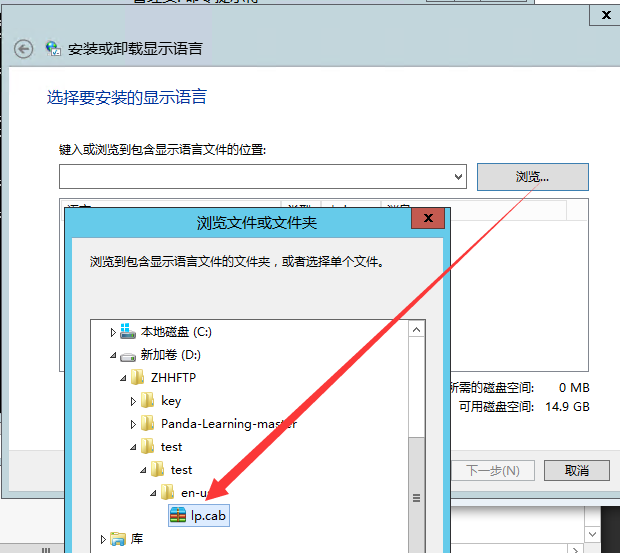 x
安装或卸载显示语言
选择要安装的显示语言
键入或浏览到包含显示语言文件的位置:
浏览...
浏览文件或文件夹
x
浏览到包含显示语言文件的文件夹，或者选择单个文件。
本地磁盘 (C:)
新加卷 (D:)
ZHHFTP
key
Panda-Learning-master
test
test
en-u
lp.cab
库
所需的磁盘空间: 0 MB
可用磁盘空间: 14.9 GB
下一步(N)
取消